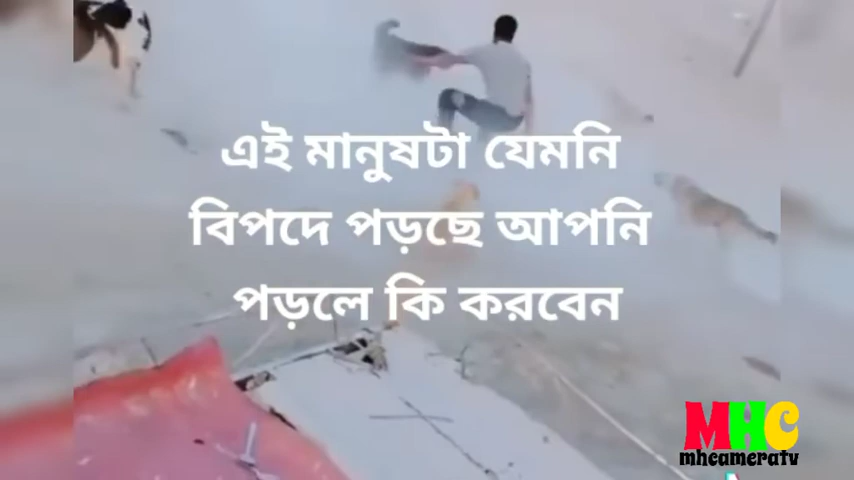 এই মানুষটা যেমনি
বিপদে পড়ছে আপনি
পড়লে কি করবেন
MHC
mhcameratv